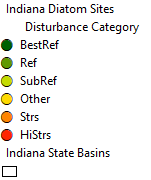 Indiana Diatom Sites
Disturbance Category
BestRef
Ref
SubRef
Other
Strs
HiStrs
Indiana State Basins